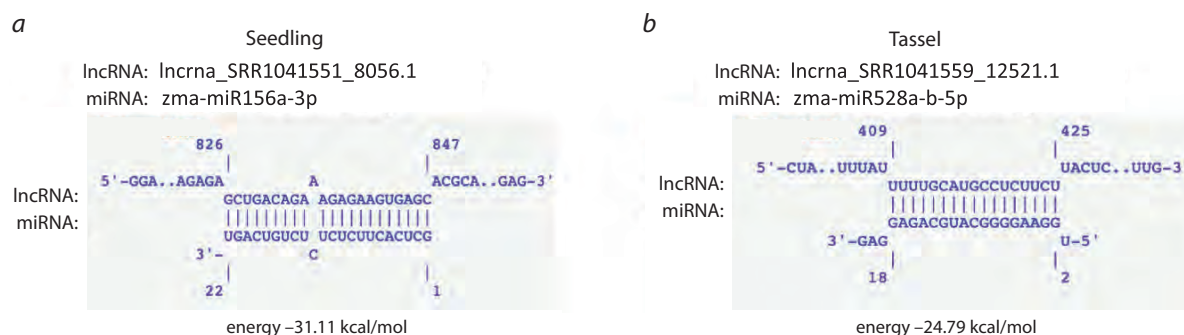 a
Seedling
lncRNA: lncrna_SRR1041551_8056.1
miRNA: zma-miR156a-3p
826 847
| |
5'-GGA..AGAGA A ACGCA..GAG-3'
lncRNA: GCUGACAGA AGAGAAGUGAGC
miRNA: ||||||||| ||||||||||||
UGACUGUCU UCUCUUCACUCG
3'- C
| |
22 1
energy –31.11 kcal/mol
b
Tassel
lncRNA: lncrna_SRR1041559_12521.1
miRNA: zma-miR528a-b-5p
409 425
| |
5'-CUA..UUUAU UACUC..UUG-3
lncRNA: UUUUGCAUGCCUCUUCU
miRNA: |||||||||||||||||
GAGACGUACGGGGAAGG
3'-GAG U-5'
| |
18 2
energy –24.79 kcal/mol